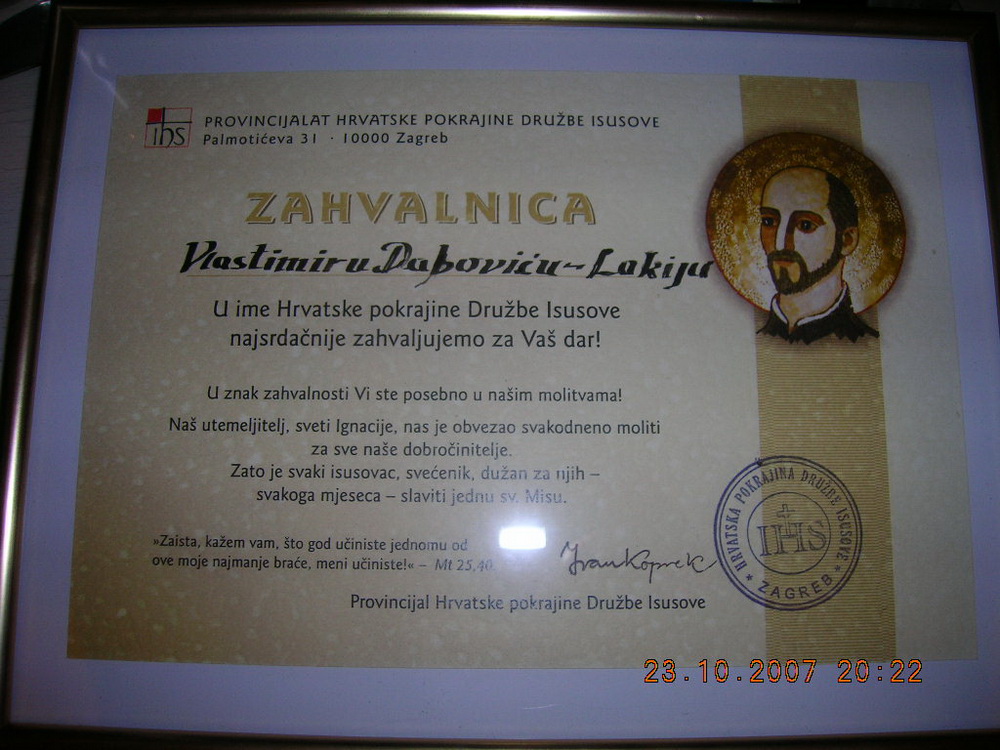 ihs
PROVINCIJALAT HRVATSKE POKRAJINE DRUŽBE ISUSOVE
Palmotićeva 31 · 10000 Zagreb
ZAHVALNICA
Vlastimiru Daboviću-Lakiju
U ime Hrvatske pokrajine Družbe Isusove
najsrdačnije zahvaljujemo za Vaš dar!
U znak zahvalnosti Vi ste posebno u našim molitvama!
Naš utemeljitelj, sveti Ignacije, nas je obvezao svakodneno moliti
za sve naše dobročinitelje.
Zato je svaki isusovac, svećenik, dužan za njih –
svakoga mjeseca – slaviti jednu sv. Misu.
»Zaista, kažem vam, što god učiniste jednomu od
ove moje najmanje braće, meni učiniste!« – Mt 25,40.
Ivan Koprek
Provincijal Hrvatske pokrajine Družbe Isusove
HRVATSKA POKRAJINA DRUŽBE ISUSOVE
IHS
* ZAGREB *
23.10.2007 20:22